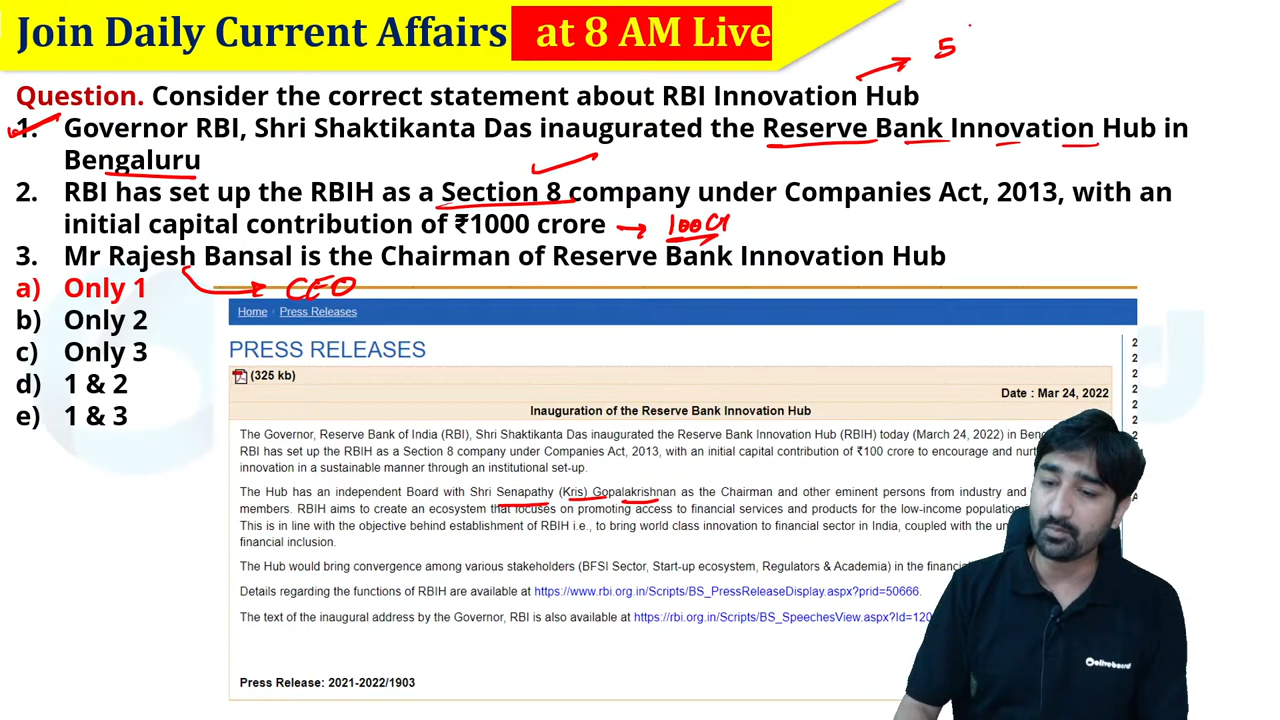 Join Daily Current Affairs at 8 AM Live
5
Question. Consider the correct statement about RBI Innovation Hub
1. Governor RBI, Shri Shaktikanta Das inaugurated the Reserve Bank Innovation Hub in
Bengaluru
2. RBI has set up the RBIH as a Section 8 company under Companies Act, 2013, with an
initial capital contribution of ₹1000 crore → 100 Cr
3. Mr Rajesh Bansal is the Chairman of Reserve Bank Innovation Hub
a) Only 1 CEO
b) Only 2
c) Only 3
d) 1 & 2
e) 1 & 3
Home Press Releases
PRESS RELEASES
(325 kb)
Date : Mar 24, 2022
Inauguration of the Reserve Bank Innovation Hub
The Governor, Reserve Bank of India (RBI), Shri Shaktikanta Das inaugurated the Reserve Bank Innovation Hub (RBIH) today (March 24, 2022) in
RBI has set up the RBIH as a Section 8 company under Companies Act, 2013, with an initial capital contribution of ₹100 crore to encourage and
innovation in a sustainable manner through an institutional set-up.
The Hub has an independent Board with Shri Senapathy (Kris) Gopalakrishnan as the Chairman and other eminent persons from industry and
members. RBIH aims to create an ecosystem that focuses on promoting access to financial services and products for the low-income population
This is in line with the objective behind establishment of RBIH i.e., to bring world class innovation to financial sector in India, coupled with the
financial inclusion.
The Hub would bring convergence among various stakeholders (BFSI Sector, Start-up ecosystem, Regulators & Academia) in the
Details regarding the functions of RBIH are available at https://www.rbi.org.in/Scripts/BS_PressReleaseDisplay.aspx?prid=50666.
The text of the inaugural address by the Governor, RBI is also available at https://rbi.org.in/Scripts/BS_SpeechesView.aspx?Id=120
Press Release: 2021-2022/1903
oliveboard